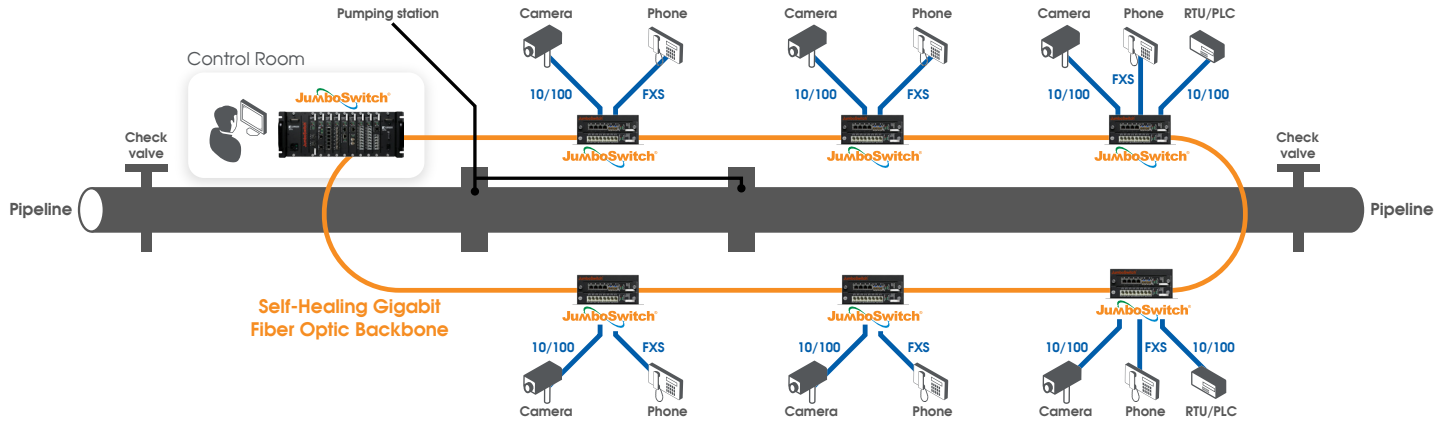 Pumping station
Camera
Phone
Camera
Phone
Camera
Phone
RTU/PLC
Control Room
JumboSwitch®
10/100
FXS
10/100
FXS
10/100
FXS
10/100
JumboSwitch®
JumboSwitch®
JumboSwitch®
Check
valve
Check
valve
Pipeline
Pipeline
Self-Healing Gigabit
Fiber Optic Backbone
JumboSwitch®
JumboSwitch®
JumboSwitch®
10/100
FXS
10/100
FXS
10/100
FXS
10/100
Camera
Phone
Camera
Phone
Camera
Phone
RTU/PLC